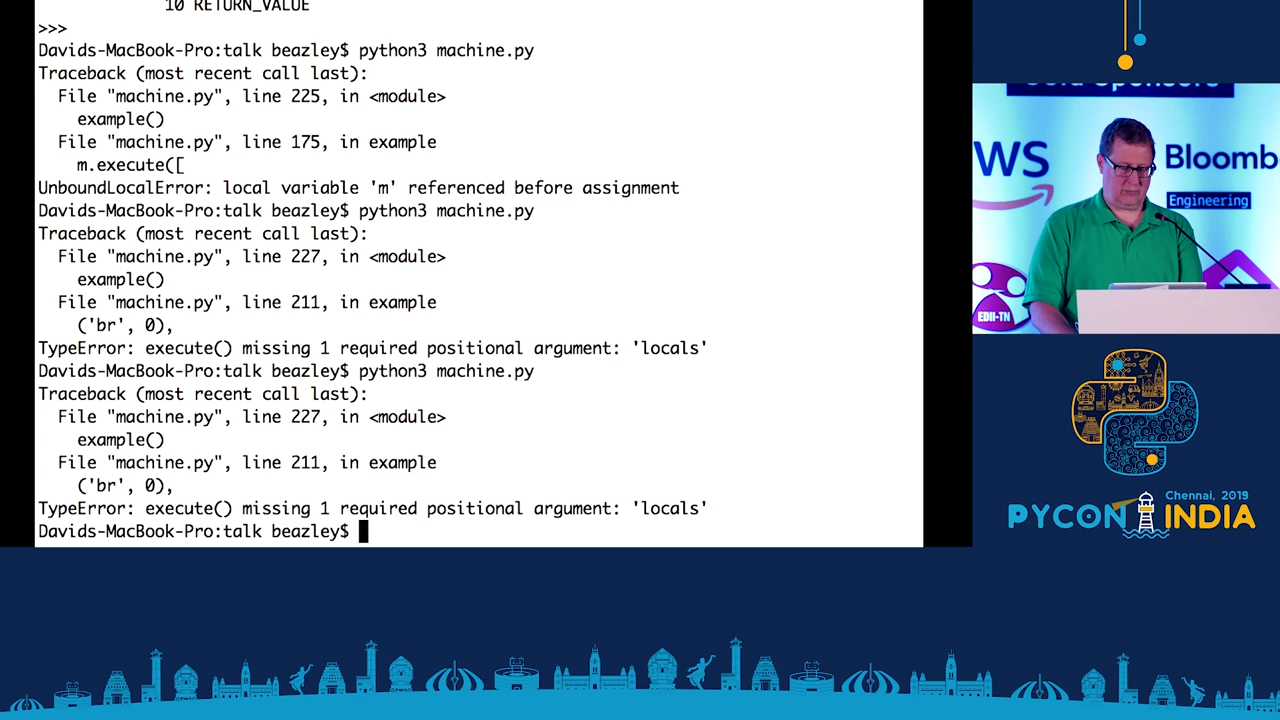 10 RETURN_VALUE
>>>
Davids-MacBook-Pro:talk beazley$ python3 machine.py
Traceback (most recent call last):
  File "machine.py", line 225, in <module>
    example()
  File "machine.py", line 175, in example
    m.execute([
UnboundLocalError: local variable 'm' referenced before assignment
Davids-MacBook-Pro:talk beazley$ python3 machine.py
Traceback (most recent call last):
  File "machine.py", line 227, in <module>
    example()
  File "machine.py", line 211, in example
    ('br', 0),
TypeError: execute() missing 1 required positional argument: 'locals'
Davids-MacBook-Pro:talk beazley$ python3 machine.py
Traceback (most recent call last):
  File "machine.py", line 227, in <module>
    example()
  File "machine.py", line 211, in example
    ('br', 0),
TypeError: execute() missing 1 required positional argument: 'locals'
Davids-MacBook-Pro:talk beazley$
WS
Bloomb
Engineering
EDII-TN
Chennai, 2019
PYCON INDIA